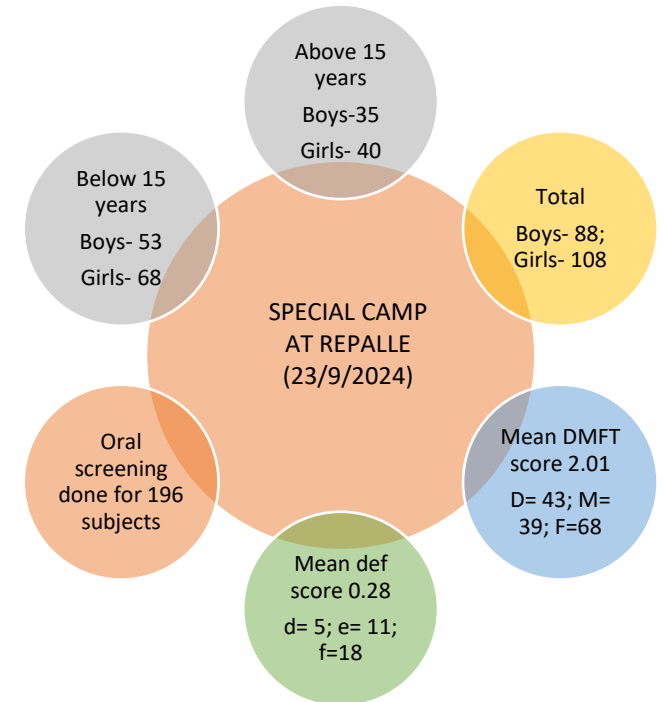 Above 15
years
Boys-35
Girls- 40
Total
Boys- 88;
Girls- 108
Mean DMFT
score 2.01
D= 43; M=
39; F=68
Mean def
score 0.28
d= 5; e= 11;
f=18
Oral
screening
done for 196
subjects
Below 15
years
Boys- 53
Girls- 68
SPECIAL CAMP
AT REPALLE
(23/9/2024)